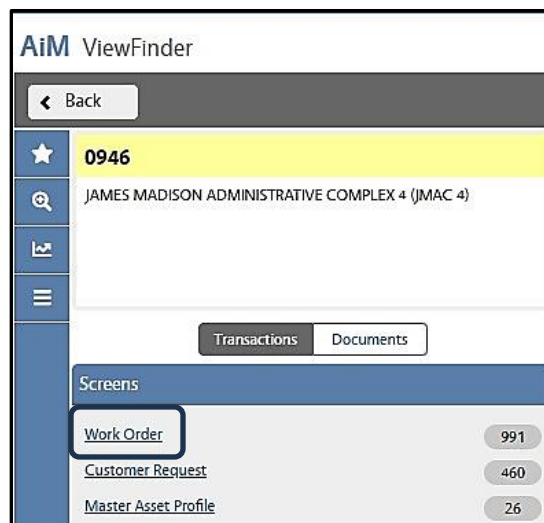 AiM ViewFinder
Back
0946
JAMES MADISON ADMINISTRATIVE COMPLEX 4 (JMAC 4)
Transactions Documents
Screens
Work Order 991
Customer Request 460
Master Asset Profile 26